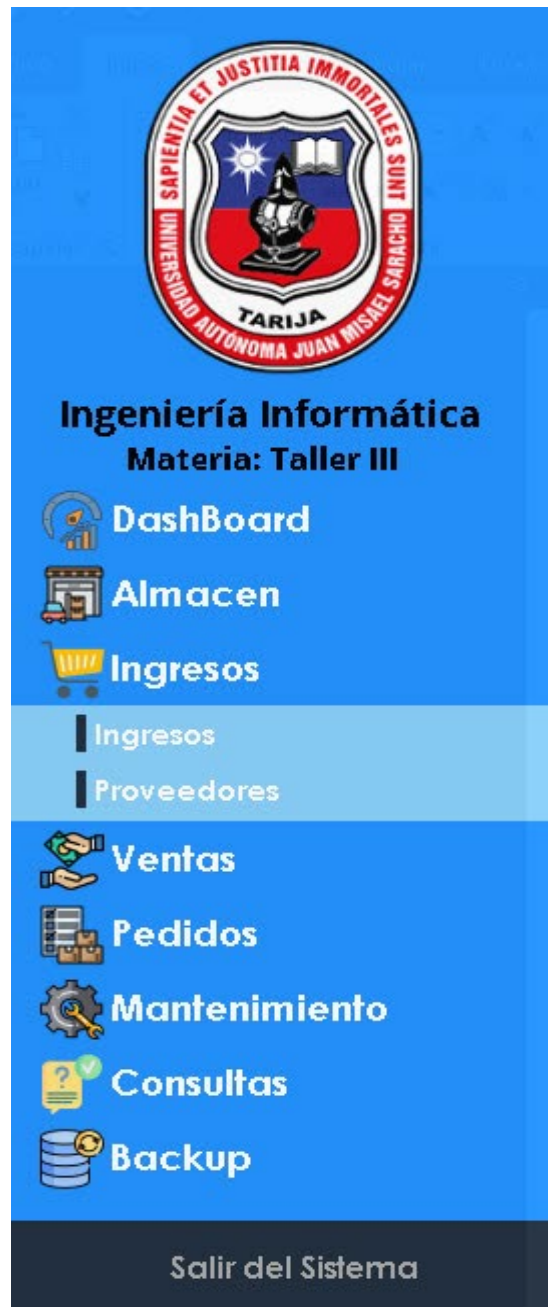 SAPIENTIA ET JUSTITIA IMMORTALES SUNT
UNIVERSIDAD AUTÓNOMA JUAN MISAEL SARACHO
TARIJA
Ingeniería Informática
Materia: Taller III
DashBoard
Almacen
Ingresos
Ingresos
Proveedores
Ventas
Pedidos
Mantenimiento
Consultas
Backup
Salir del Sistema